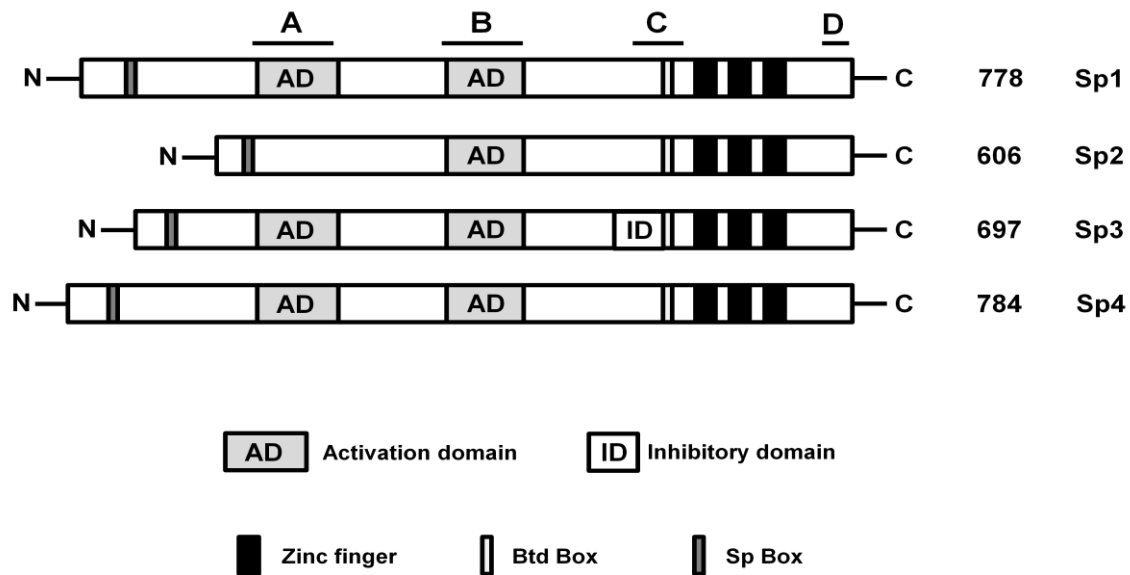 A B C D
N AD AD C 778 Sp1
N AD C 606 Sp2
N AD AD ID C 697 Sp3
N AD AD C 784 Sp4
AD Activation domain ID Inhibitory domain
Zinc finger Btd Box Sp Box